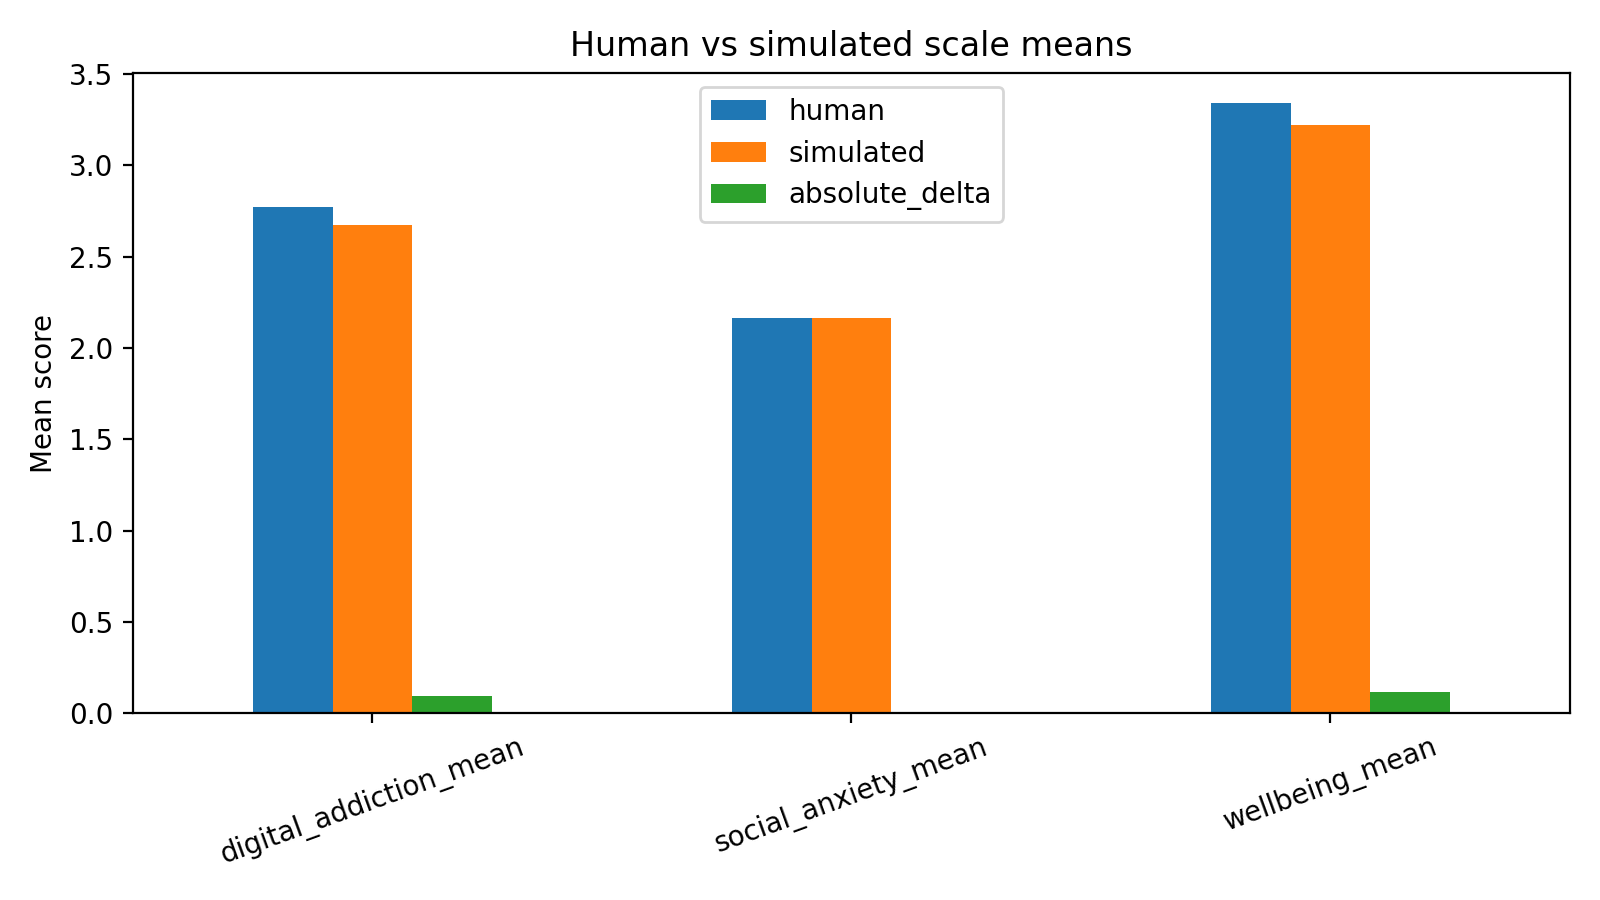 Human vs simulated scale means
human
simulated
absolute_delta
Mean score
3.5
3.0
2.5
2.0
1.5
1.0
0.5
0.0
digital_addiction_mean
social_anxiety_mean
wellbeing_mean